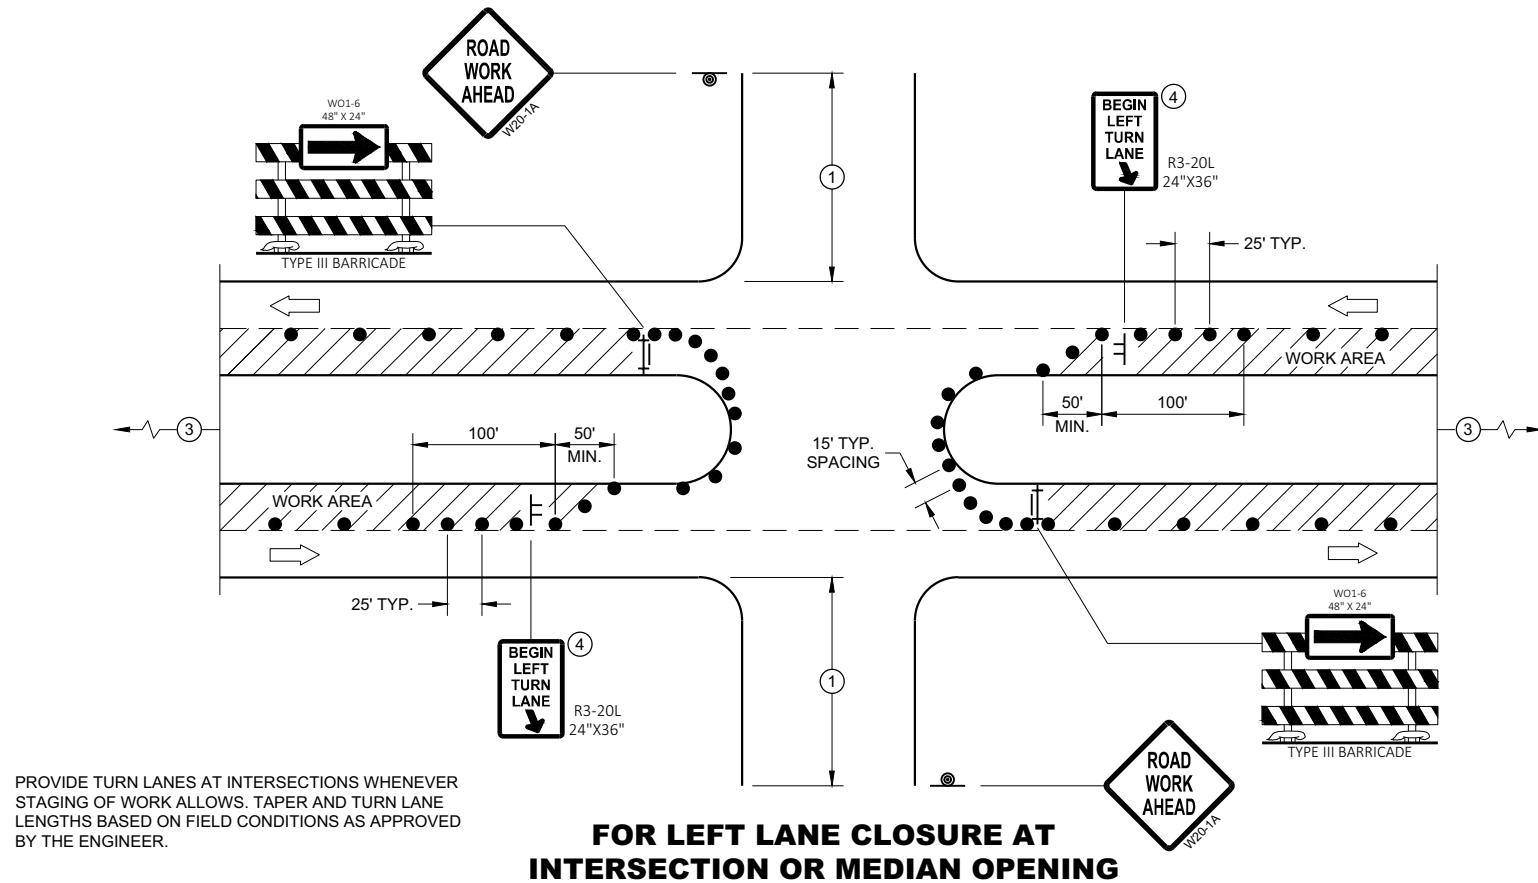 ROAD
WORK
AHEAD
W20-1A
WO1-6
48" X 24"
TYPE III BARRICADE
1
BEGIN
LEFT
TURN
LANE
4
R3-20L
24"X36"
25' TYP.
WORK AREA
50'
MIN.
100'
3
3
100'
50'
MIN.
15' TYP.
SPACING
WORK AREA
25' TYP.
BEGIN
LEFT
TURN
LANE
4
R3-20L
24"X36"
1
WO1-6
48" X 24"
TYPE III BARRICADE
ROAD
WORK
AHEAD
W20-1A
PROVIDE TURN LANES AT INTERSECTIONS WHENEVER
STAGING OF WORK ALLOWS. TAPER AND TURN LANE
LENGTHS BASED ON FIELD CONDITIONS AS APPROVED
BY THE ENGINEER.
FOR LEFT LANE CLOSURE AT
INTERSECTION OR MEDIAN OPENING